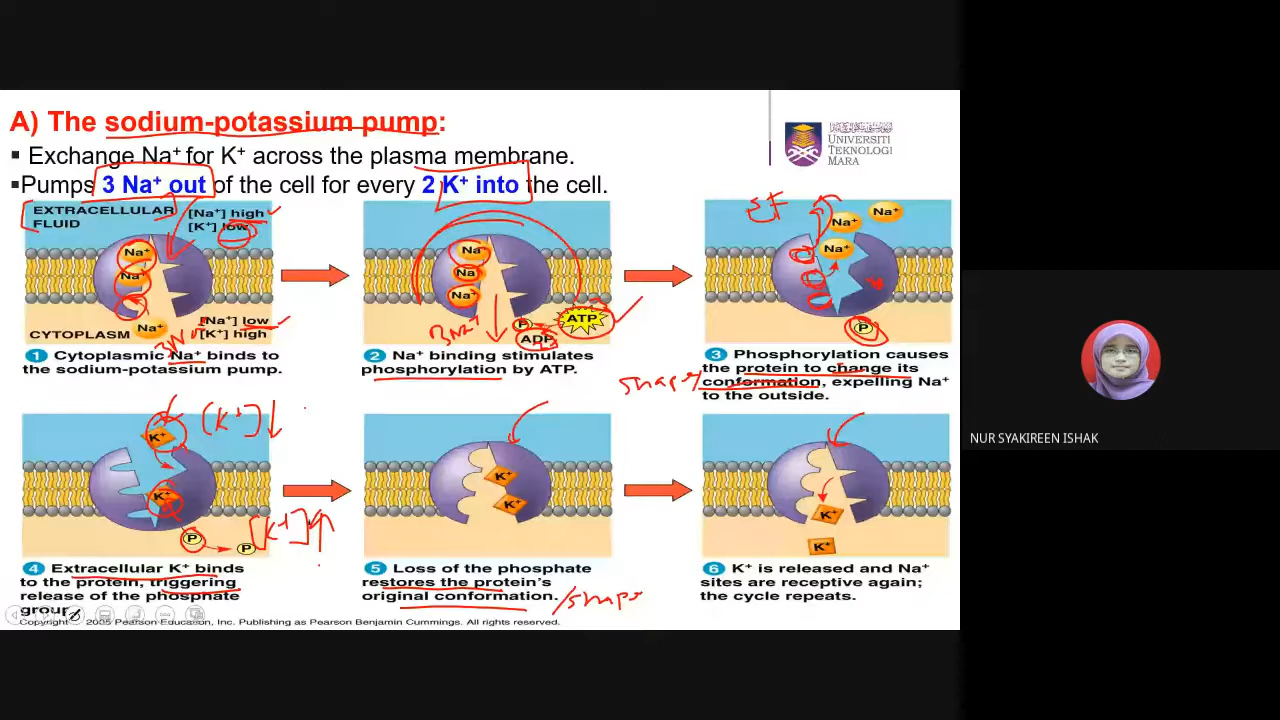 A) The sodium-potassium pump:
UNIVERSITI
TEKNOLOGI
MARA
▪ Exchange Na⁺ for K⁺ across the plasma membrane.
▪Pumps 3 Na⁺ out of the cell for every 2 K⁺ into the cell.
EXTRACELLULAR
FLUID
[Na⁺] high
[K⁺] low
Na⁺
Na⁺
Na⁺
CYTOPLASM
[Na⁺] low
[K⁺] high
3Na⁺
1 Cytoplasmic Na⁺ binds to
the sodium-potassium pump.
Na⁺
Na⁺
Na⁺
3Na⁺
P
ADP
ATP
2 Na⁺ binding stimulates
phosphorylation by ATP.
Na⁺
Na⁺
Na⁺
P
3 Phosphorylation causes
the protein to change its
shape/
conformation, expelling Na⁺
to the outside.
K⁺
[K⁺]↓
K⁺
P
P
[K⁺]↑
4 Extracellular K⁺ binds
to the protein, triggering
release of the phosphate
group.
K⁺
K⁺
5 Loss of the phosphate
restores the protein's
original conformation.
/shape
K⁺
K⁺
6 K⁺ is released and Na⁺
sites are receptive again;
the cycle repeats.
Copyright © 2005 Pearson Education, Inc. Publishing as Pearson Benjamin Cummings. All rights reserved.
NUR SYAKIREEN ISHAK